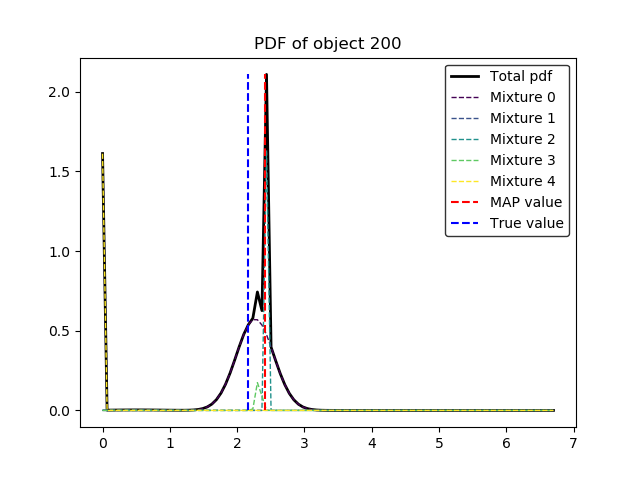 PDF of object 200
Total pdf
Mixture 0
Mixture 1
Mixture 2
Mixture 3
Mixture 4
MAP value
True value
2.0
1.5
1.0
0.5
0.0
0 1 2 3 4 5 6 7